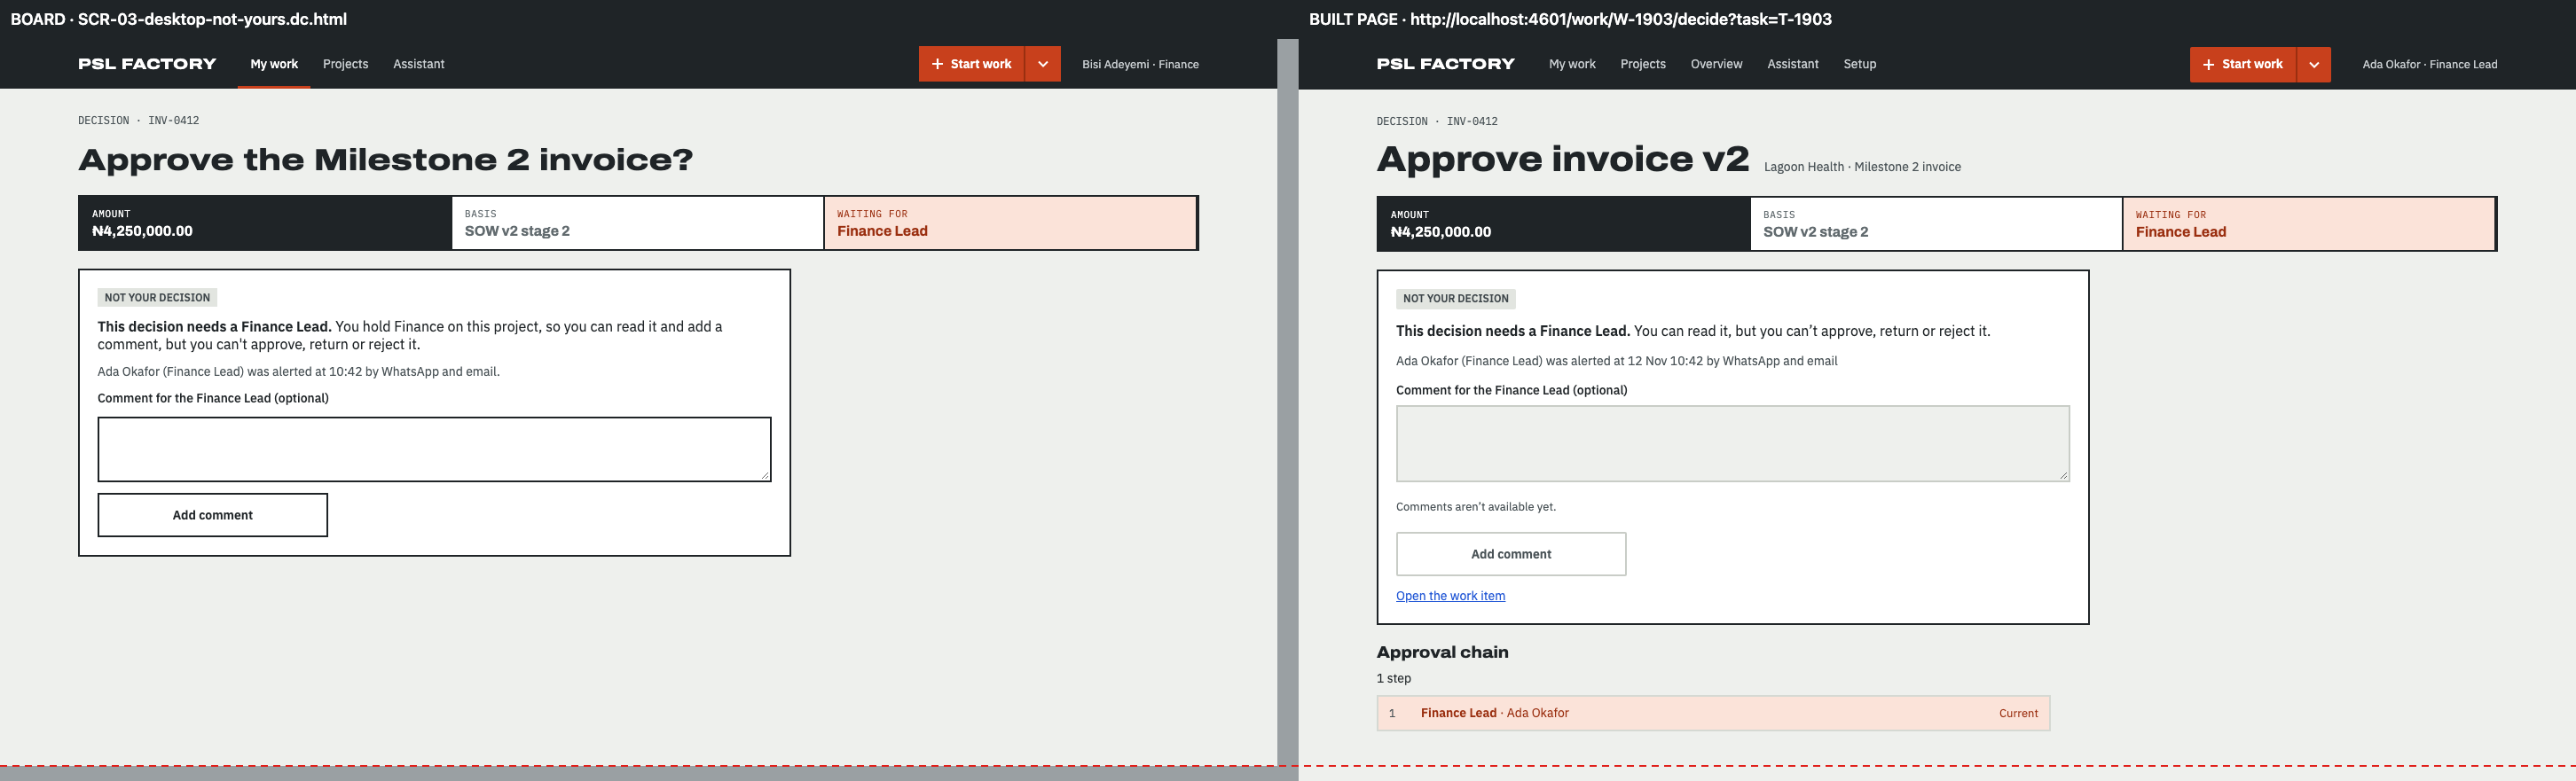 BOARD · SCR-03-desktop-not-yours.dc.html
PSL FACTORY My work Projects Assistant + Start work Bisi Adeyemi · Finance
DECISION · INV-0412
Approve the Milestone 2 invoice?
AMOUNT BASIS WAITING FOR
₦4,250,000.00 SOW v2 stage 2 Finance Lead
NOT YOUR DECISION
This decision needs a Finance Lead. You hold Finance on this project, so you can read it and add a
comment, but you can't approve, return or reject it.
Ada Okafor (Finance Lead) was alerted at 10:42 by WhatsApp and email.
Comment for the Finance Lead (optional)
Add comment
BUILT PAGE · http://localhost:4601/work/W-1903/decide?task=T-1903
PSL FACTORY My work Projects Overview Assistant Setup + Start work Ada Okafor · Finance Lead
DECISION · INV-0412
Approve invoice v2 Lagoon Health · Milestone 2 invoice
AMOUNT BASIS WAITING FOR
₦4,250,000.00 SOW v2 stage 2 Finance Lead
NOT YOUR DECISION
This decision needs a Finance Lead. You can read it, but you can’t approve, return or reject it.
Ada Okafor (Finance Lead) was alerted at 12 Nov 10:42 by WhatsApp and email
Comment for the Finance Lead (optional)
Comments aren’t available yet.
Add comment
Open the work item
Approval chain
1 step
1 Finance Lead · Ada Okafor Current